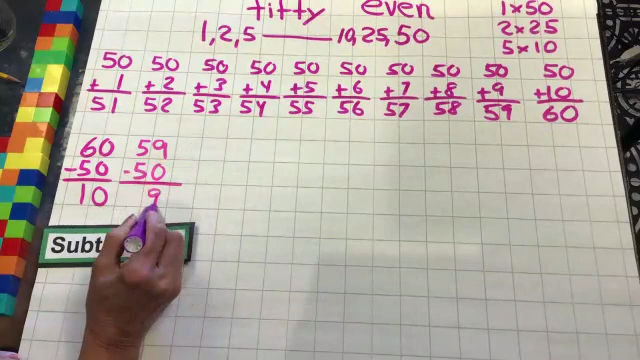 fifty even 1×50
1, 2, 5 ——— 10, 25, 50 2×25
5×10
50 50 50 50 50 50 50 50 50 50
+1 +2 +3 +4 +5 +6 +7 +8 +9 +10
51 52 53 54 55 56 57 58 59 60
60 59
-50 -50
10 9